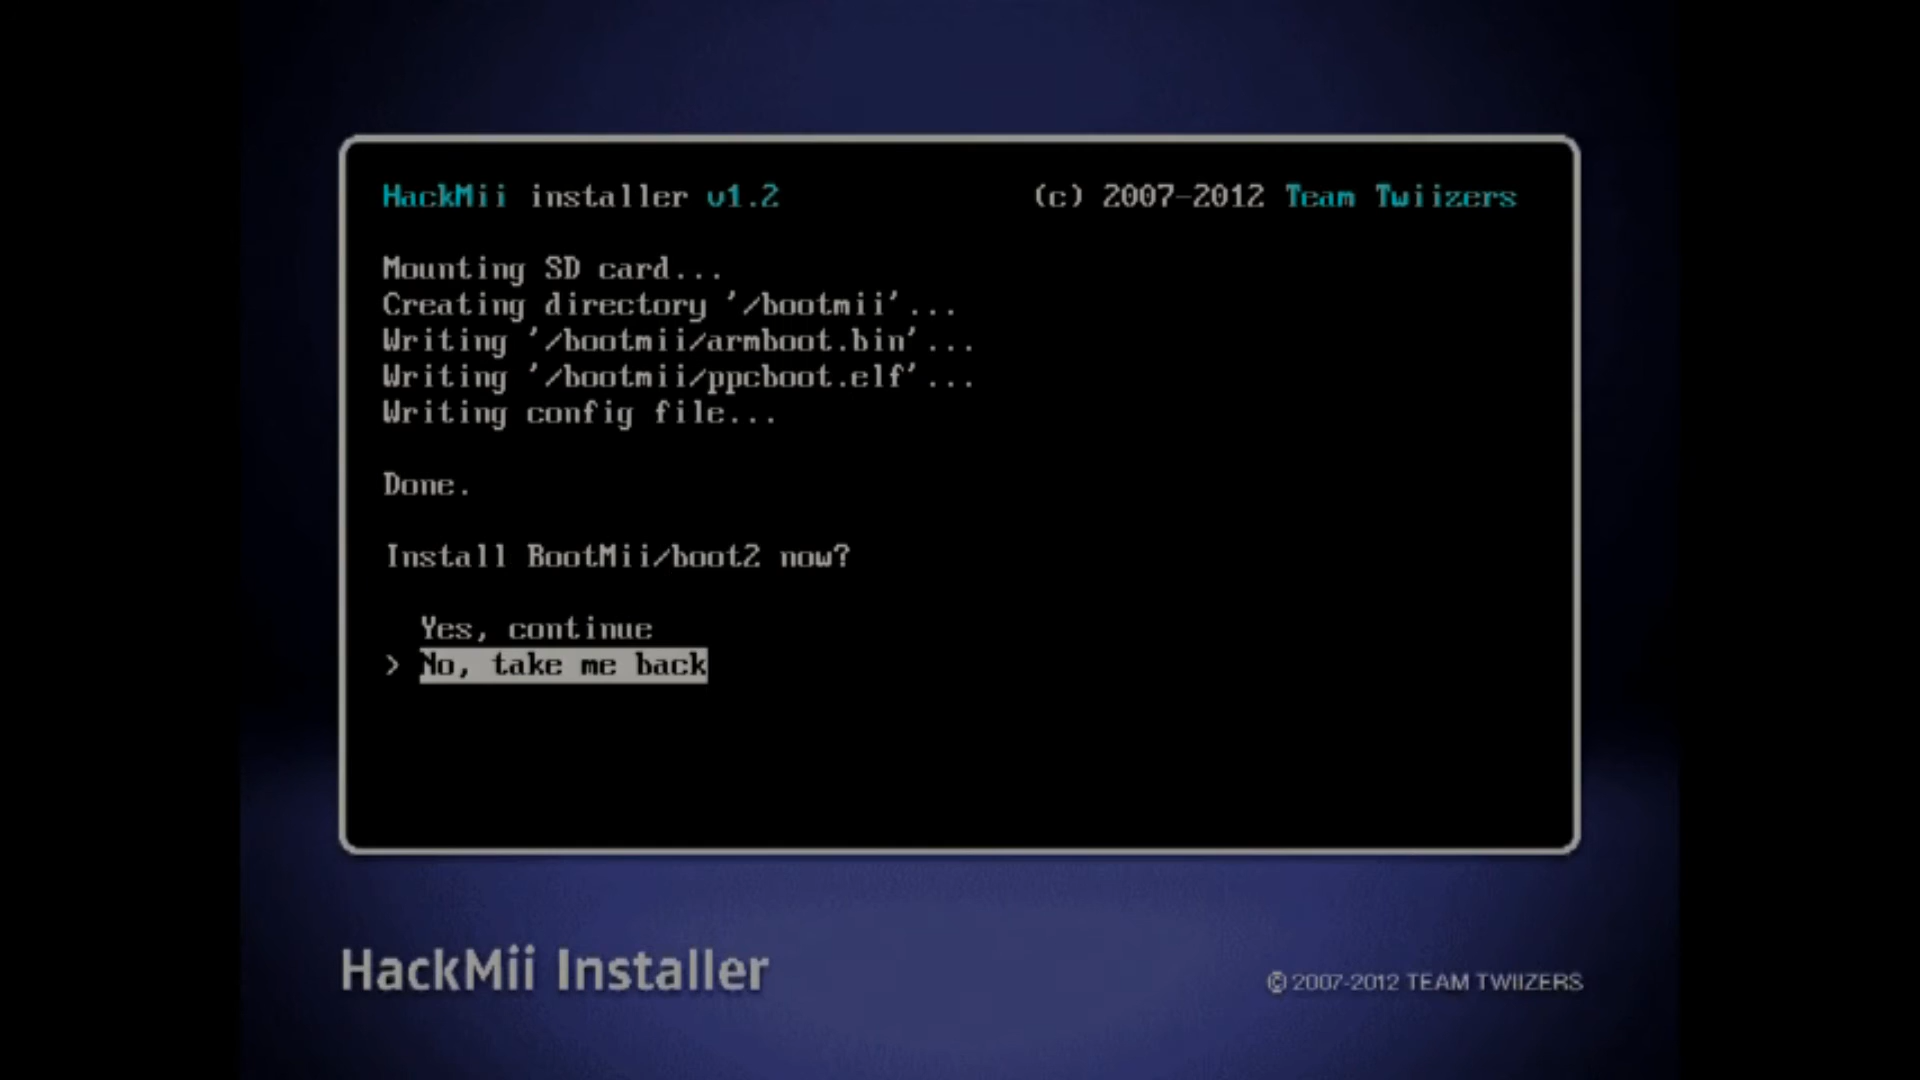 HackMii installer v1.2 (c) 2007-2012 Team Twiizers
Mounting SD card...
Creating directory '/bootmii'...
Writing '/bootmii/armboot.bin'...
Writing '/bootmii/ppcboot.elf'...
Writing config file...
Done.
Install BootMii/boot2 now?
Yes, continue
> No, take me back
HackMii Installer
© 2007-2012 TEAM TWIIZERS